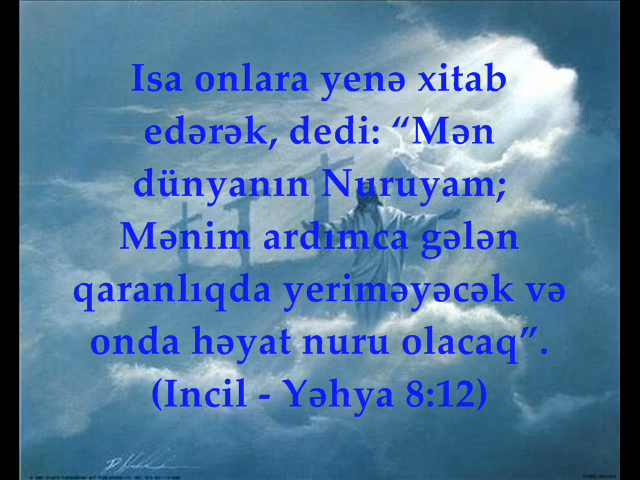 Isa onlara yenə xitab
edərək, dedi: “Mən
dünyanın Nuruyam;
Mənim ardımca gələn
qaranlıqda yeriməyəcək və
onda həyat nuru olacaq”.
(Incil - Yəhya 8:12)